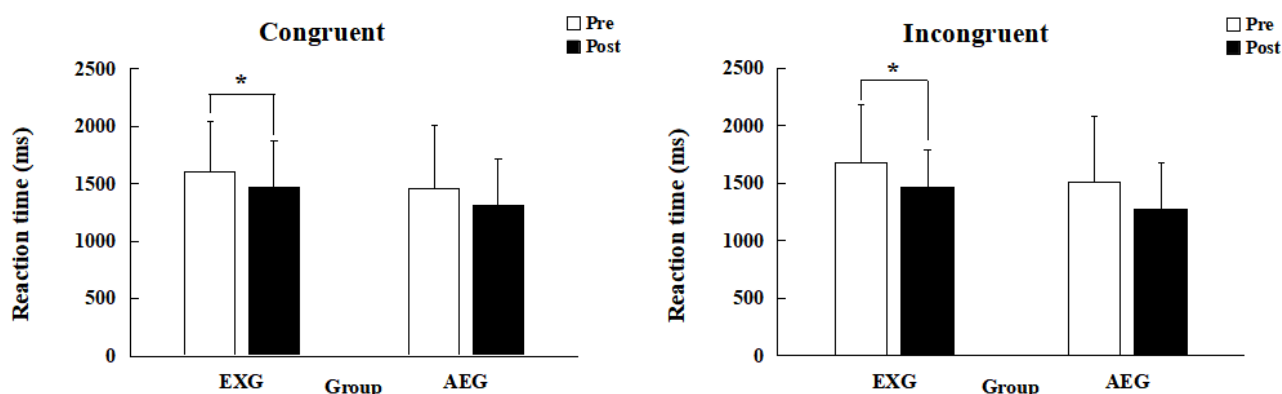 Congruent
Pre
Post
Reaction time (ms)
2500
2000
1500
1000
500
0
*
EXG
Group
AEG
Incongruent
Pre
Post
Reaction time (ms)
2500
2000
1500
1000
500
0
*
EXG
Group
AEG